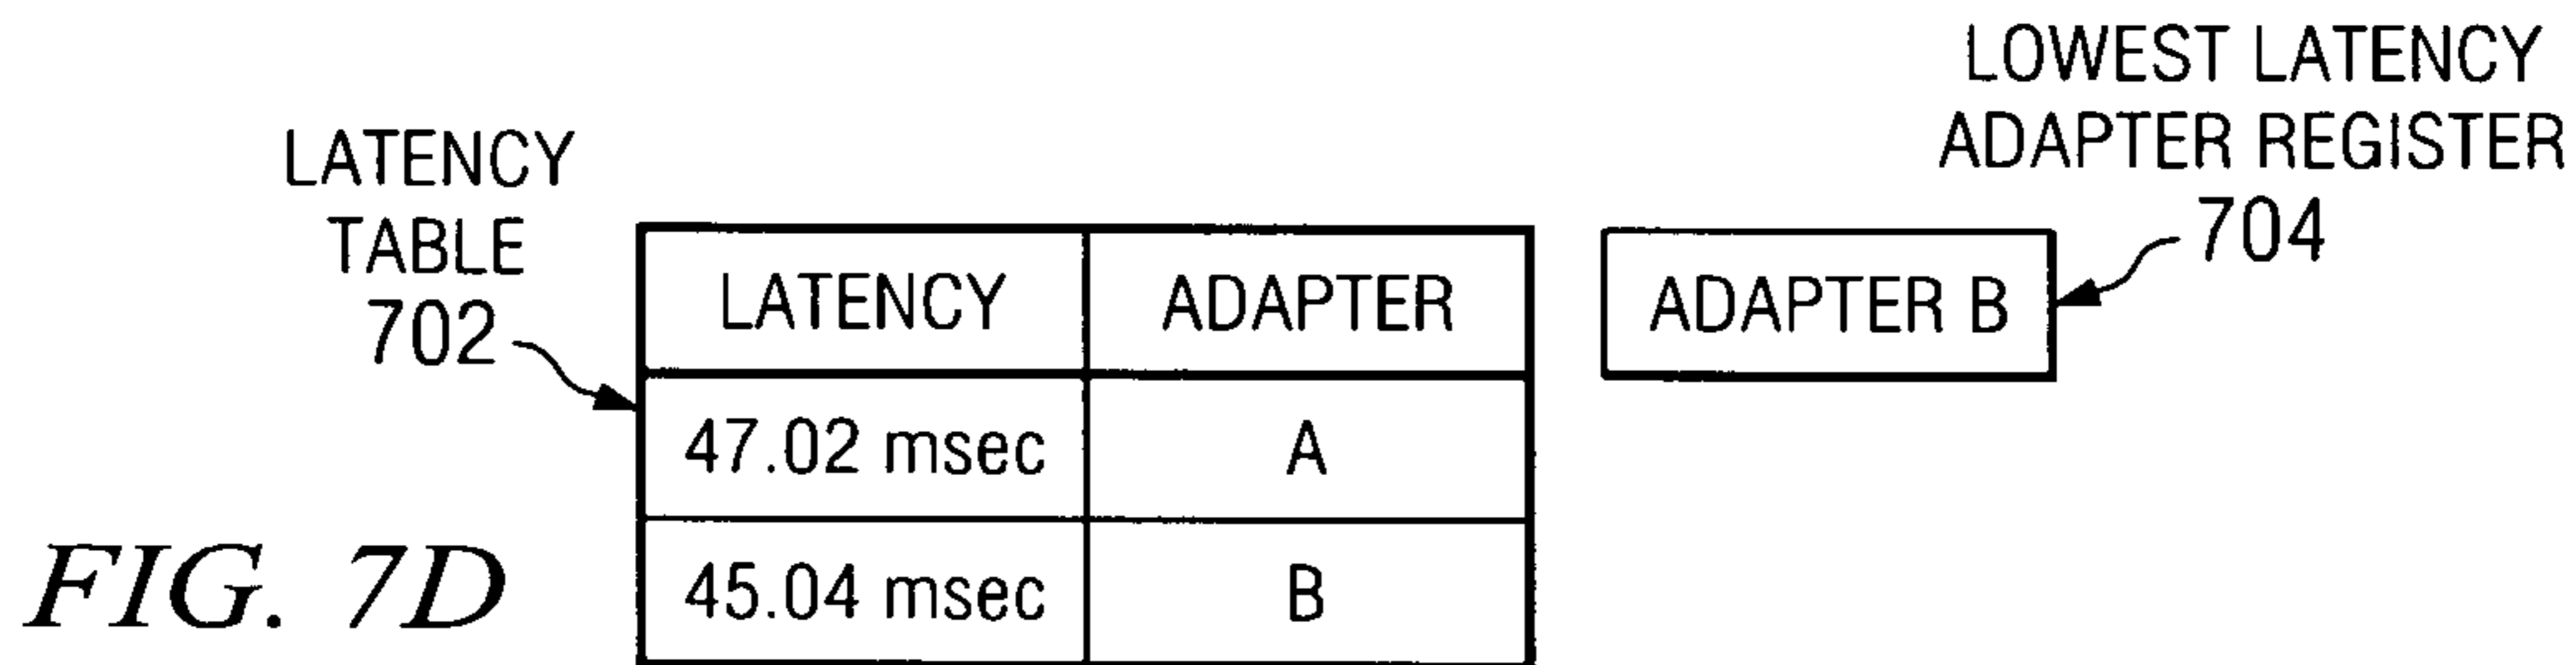 LOWEST LATENCY
ADAPTER REGISTER
704
LATENCY
TABLE
702
LATENCY ADAPTER
47.02 msec A
45.04 msec B
ADAPTER B
FIG. 7D